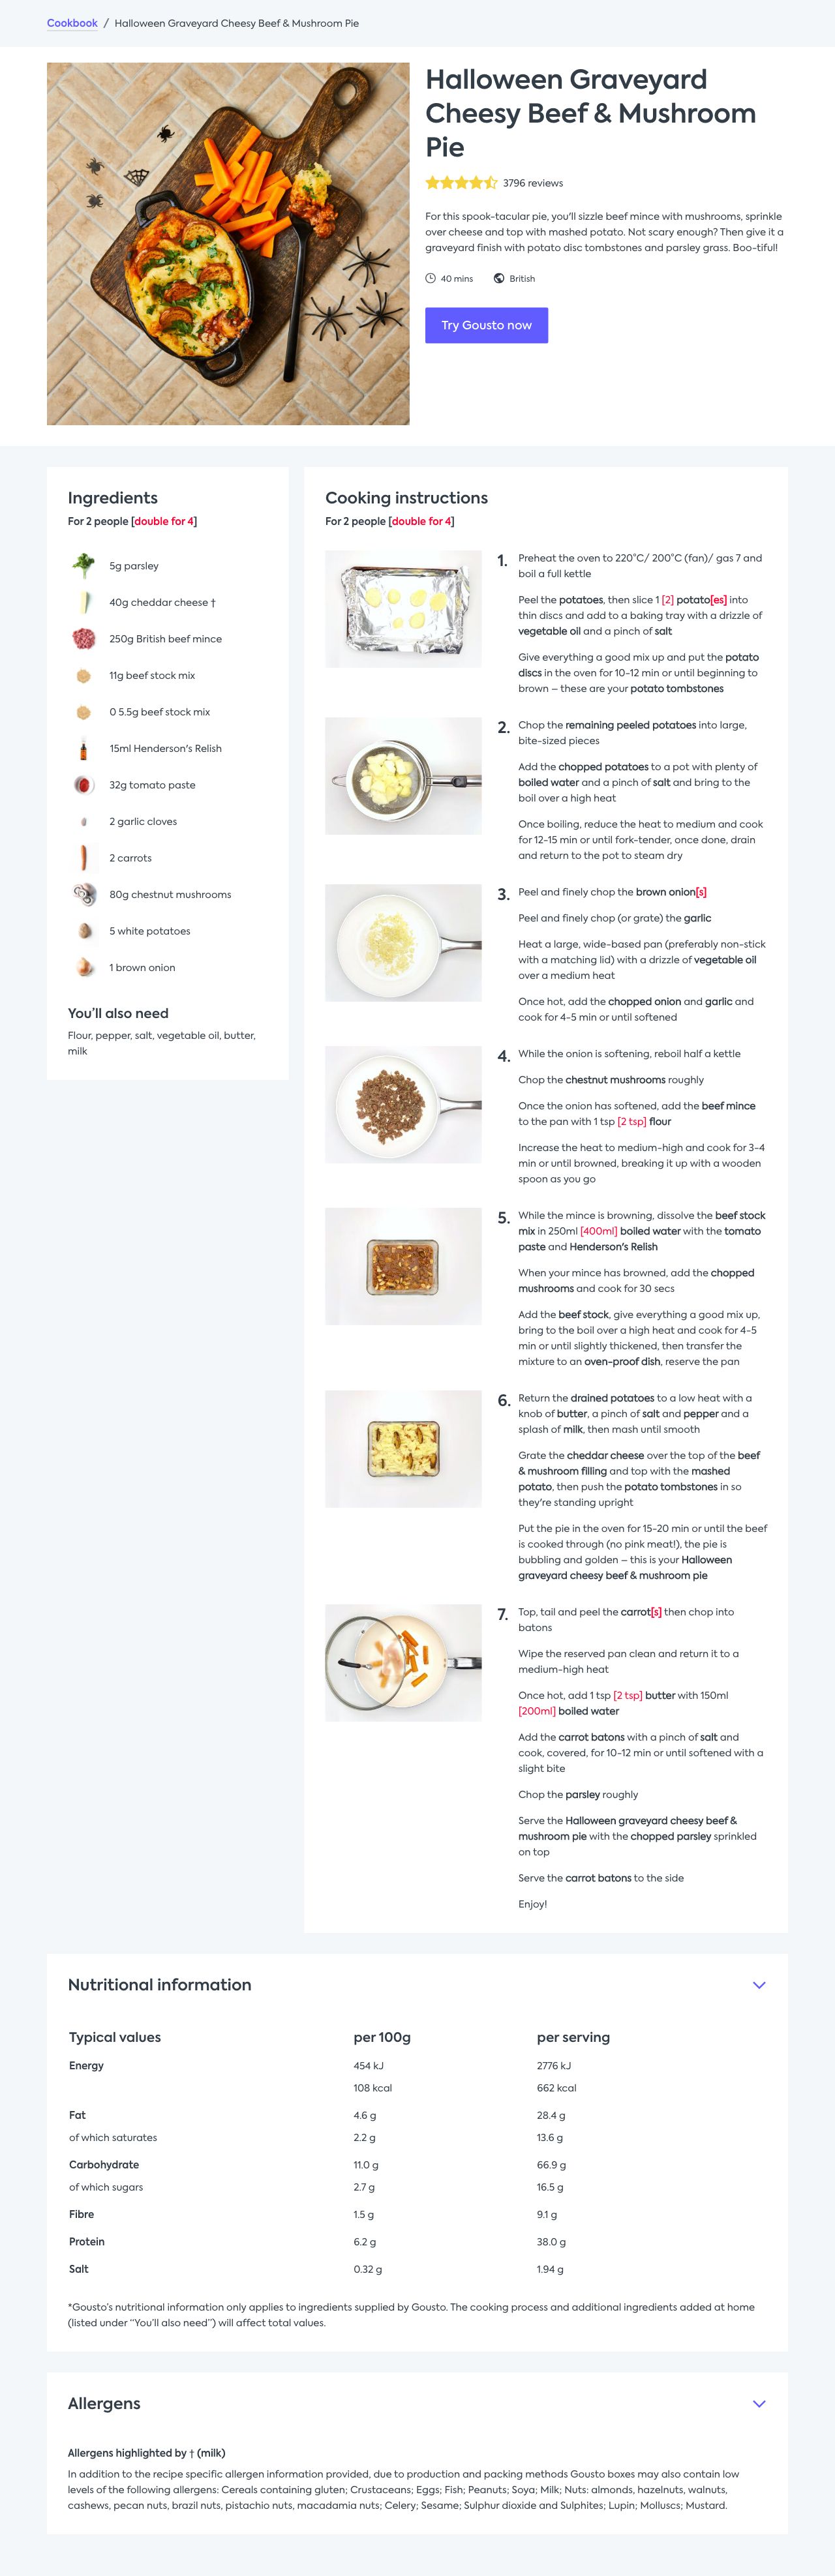 Cookbook / Halloween Graveyard Cheesy Beef & Mushroom Pie
Halloween Graveyard
Cheesy Beef & Mushroom
Pie
3796 reviews
For this spook-tacular pie, you'll sizzle beef mince with mushrooms, sprinkle
over cheese and top with mashed potato. Not scary enough? Then give it a
graveyard finish with potato disc tombstones and parsley grass. Boo-tiful!
40 mins British
Try Gousto now
Ingredients
For 2 people [double for 4]
5g parsley
40g cheddar cheese †
250g British beef mince
11g beef stock mix
0 5.5g beef stock mix
15ml Henderson's Relish
32g tomato paste
2 garlic cloves
2 carrots
80g chestnut mushrooms
5 white potatoes
1 brown onion
You'll also need
Flour, pepper, salt, vegetable oil, butter,
milk
Cooking instructions
For 2 people [double for 4]
1. Preheat the oven to 220°C/ 200°C (fan)/ gas 7 and
boil a full kettle
Peel the potatoes, then slice 1 [2] potato[es] into
thin discs and add to a baking tray with a drizzle of
vegetable oil and a pinch of salt
Give everything a good mix up and put the potato
discs in the oven for 10-12 min or until beginning to
brown – these are your potato tombstones
2. Chop the remaining peeled potatoes into large,
bite-sized pieces
Add the chopped potatoes to a pot with plenty of
boiled water and a pinch of salt and bring to the
boil over a high heat
Once boiling, reduce the heat to medium and cook
for 12-15 min or until fork-tender, once done, drain
and return to the pot to steam dry
3. Peel and finely chop the brown onion[s]
Peel and finely chop (or grate) the garlic
Heat a large, wide-based pan (preferably non-stick
with a matching lid) with a drizzle of vegetable oil
over a medium heat
Once hot, add the chopped onion and garlic and
cook for 4-5 min or until softened
4. While the onion is softening, reboil half a kettle
Chop the chestnut mushrooms roughly
Once the onion has softened, add the beef mince
to the pan with 1 tsp [2 tsp] flour
Increase the heat to medium-high and cook for 3-4
min or until browned, breaking it up with a wooden
spoon as you go
5. While the mince is browning, dissolve the beef stock
mix in 250ml [400ml] boiled water with the tomato
paste and Henderson's Relish
When your mince has browned, add the chopped
mushrooms and cook for 30 secs
Add the beef stock, give everything a good mix up,
bring to the boil over a high heat and cook for 4-5
min or until slightly thickened, then transfer the
mixture to an oven-proof dish, reserve the pan
6. Return the drained potatoes to a low heat with a
knob of butter, a pinch of salt and pepper and a
splash of milk, then mash until smooth
Grate the cheddar cheese over the top of the beef
& mushroom filling and top with the mashed
potato, then push the potato tombstones in so
they're standing upright
Put the pie in the oven for 15-20 min or until the beef
is cooked through (no pink meat!), the pie is
bubbling and golden – this is your Halloween
graveyard cheesy beef & mushroom pie
7. Top, tail and peel the carrot[s] then chop into
batons
Wipe the reserved pan clean and return it to a
medium-high heat
Once hot, add 1 tsp [2 tsp] butter with 150ml
[200ml] boiled water
Add the carrot batons with a pinch of salt and
cook, covered, for 10-12 min or until softened with a
slight bite
Chop the parsley roughly
Serve the Halloween graveyard cheesy beef &
mushroom pie with the chopped parsley sprinkled
on top
Serve the carrot batons to the side
Enjoy!
Nutritional information
Typical values per 100g per serving
Energy 454 kJ 2776 kJ
108 kcal 662 kcal
Fat 4.6 g 28.4 g
of which saturates 2.2 g 13.6 g
Carbohydrate 11.0 g 66.9 g
of which sugars 2.7 g 16.5 g
Fibre 1.5 g 9.1 g
Protein 6.2 g 38.0 g
Salt 0.32 g 1.94 g
*Gousto's nutritional information only applies to ingredients supplied by Gousto. The cooking process and additional ingredients added at home
(listed under “You'll also need”) will affect total values.
Allergens
Allergens highlighted by † (milk)
In addition to the recipe specific allergen information provided, due to production and packing methods Gousto boxes may also contain low
levels of the following allergens: Cereals containing gluten; Crustaceans; Eggs; Fish; Peanuts; Soya; Milk; Nuts: almonds, hazelnuts, walnuts,
cashews, pecan nuts, brazil nuts, pistachio nuts, macadamia nuts; Celery; Sesame; Sulphur dioxide and Sulphites; Lupin; Molluscs; Mustard.